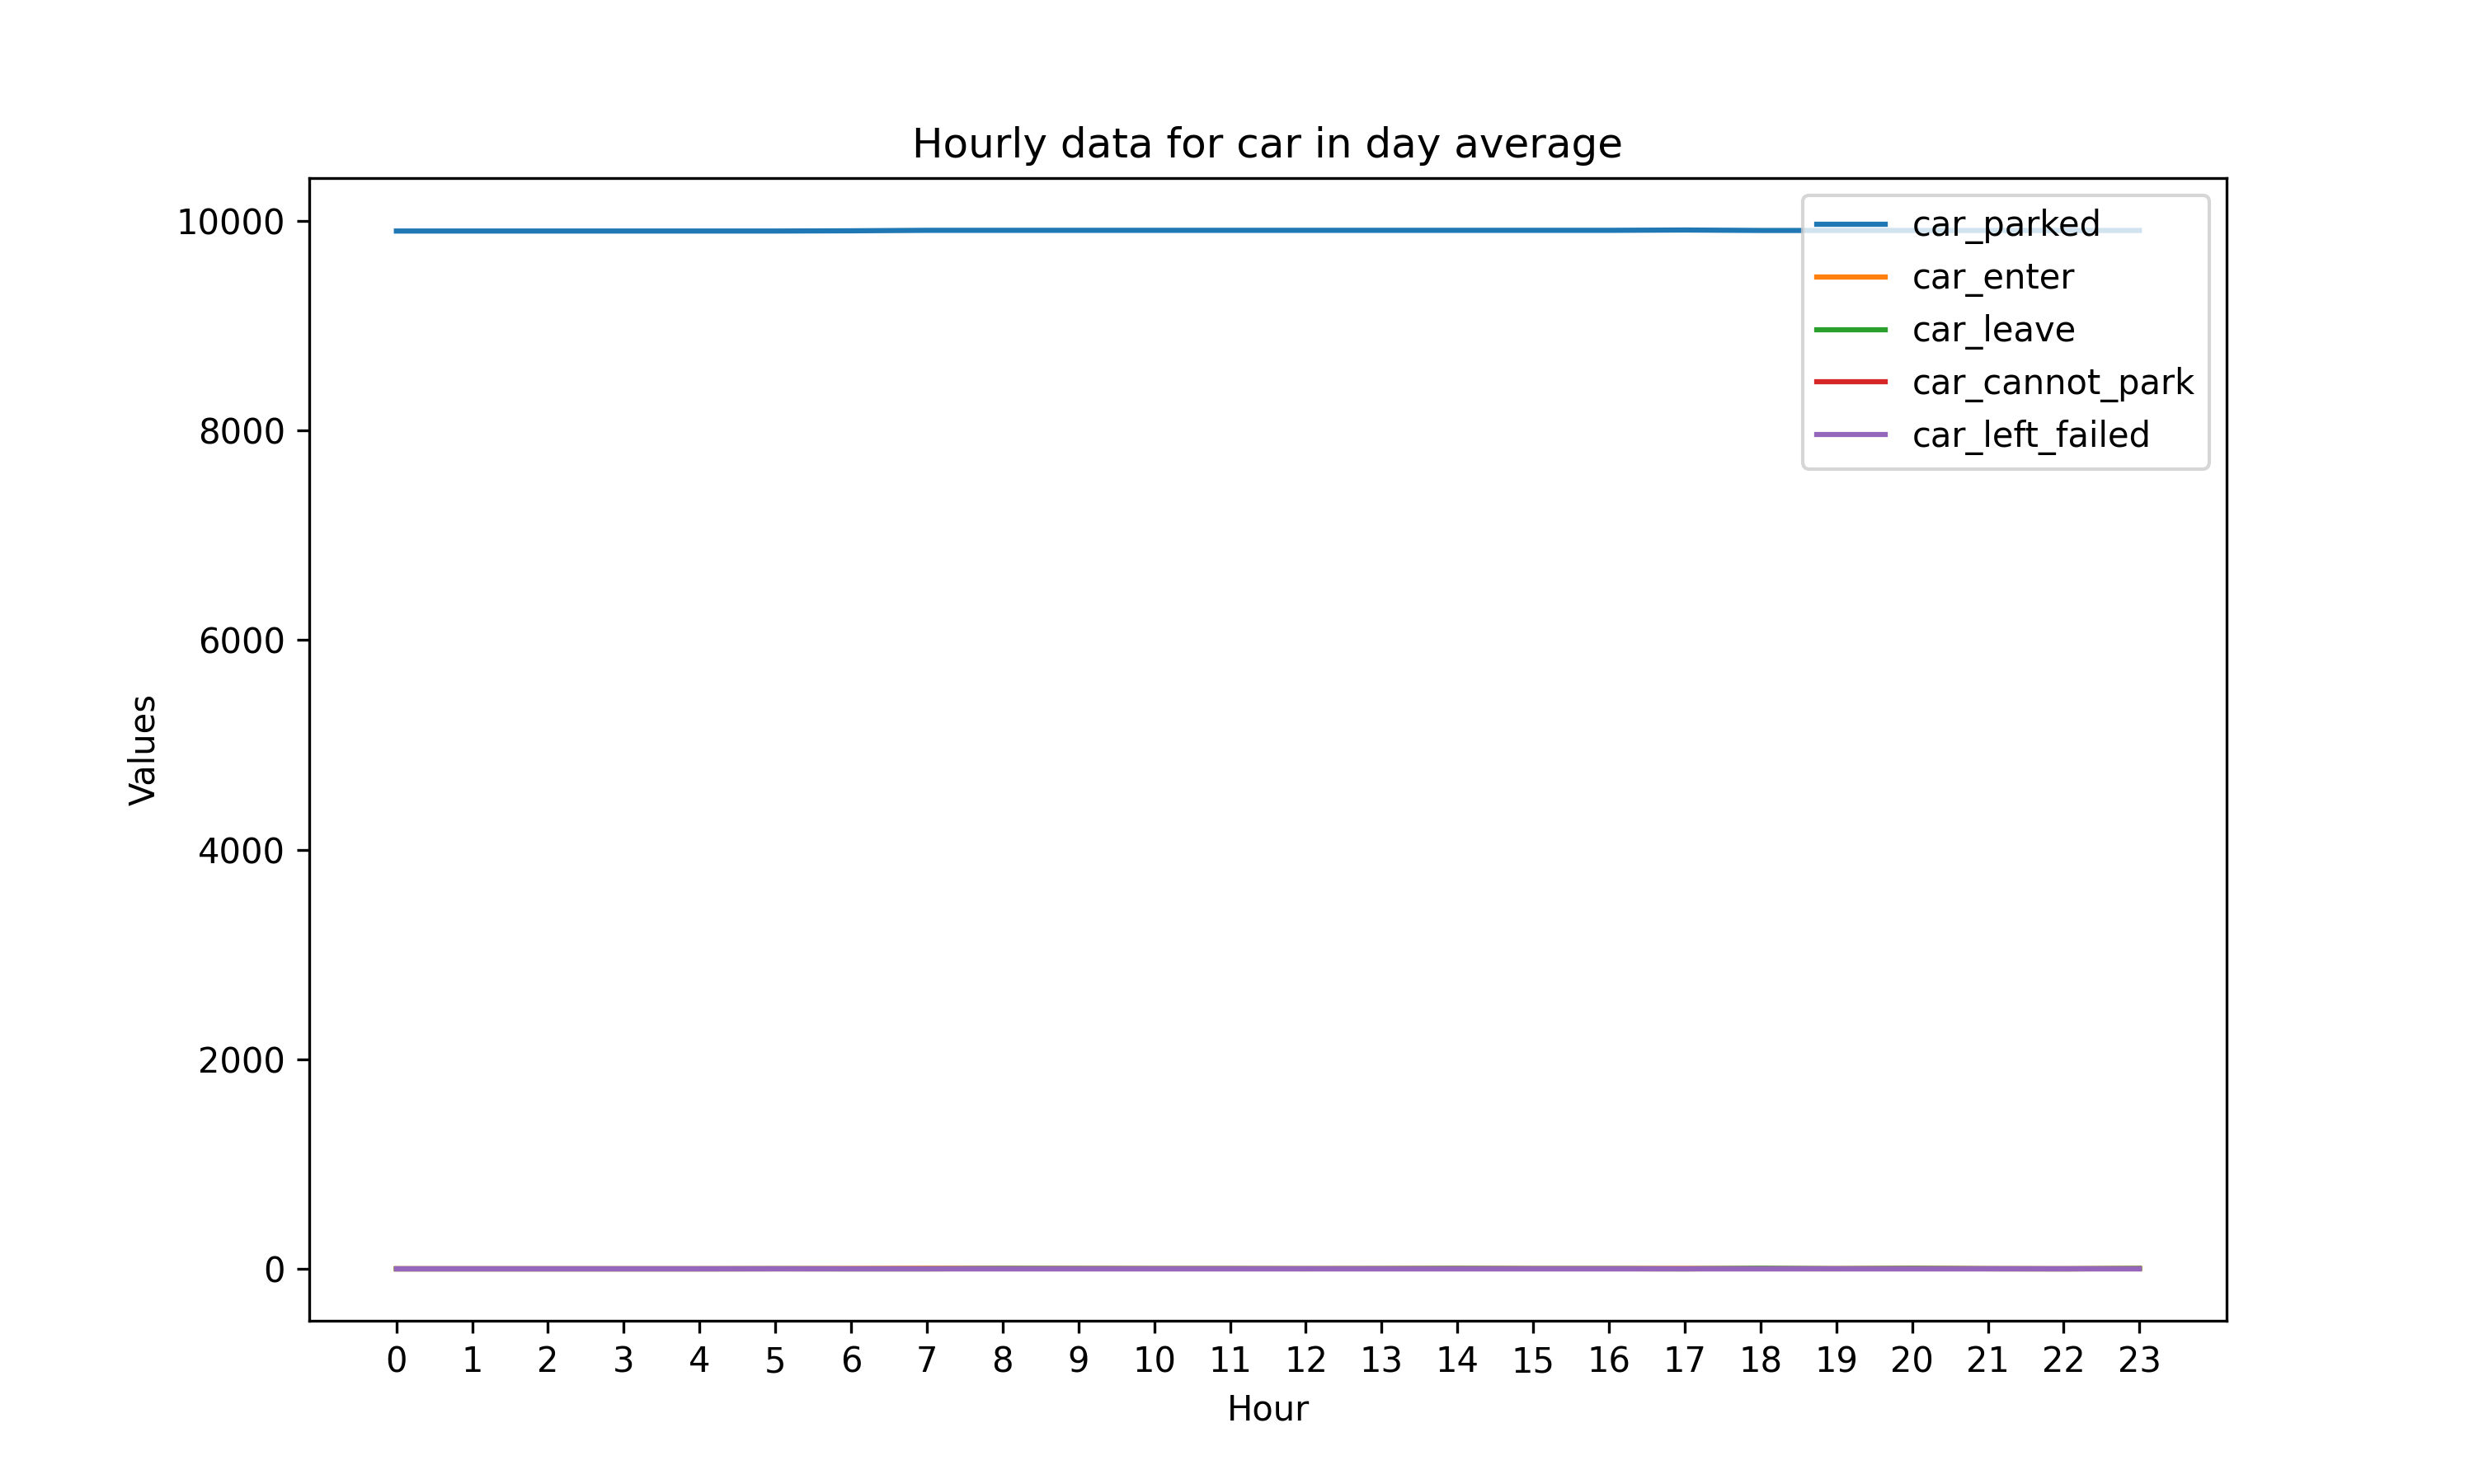 Hourly data for car in day average
10000
8000
6000
4000
2000
0
Values
car_parked
car_enter
car_leave
car_cannot_park
car_left_failed
0 1 2 3 4 5 6 7 8 9 10 11 12 13 14 15 16 17 18 19 20 21 22 23
Hour